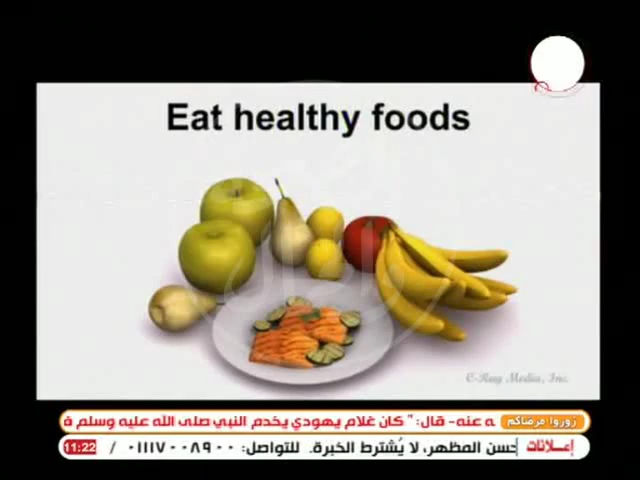 Eat healthy foods
C-Ray Media, Inc.
زوروا مرضاكم
ه عنه- قال: " كان غلام يهودي يخدم النبي صلى الله عليه وسلم ف
إعلانات
حسن المظهر، لا يُشترط الخبرة. للتواصل: ٠١١١٧٠٠٨٩٠٠ /
11:22